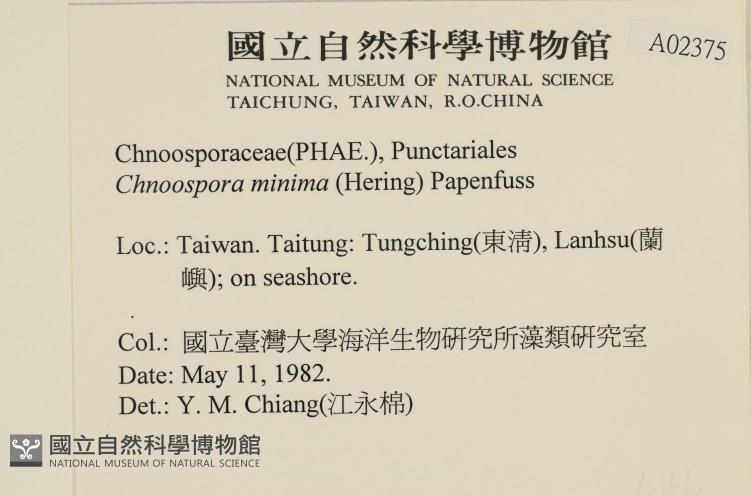 國立自然科學博物館
A02375
NATIONAL MUSEUM OF NATURAL SCIENCE
TAICHUNG, TAIWAN, R.O.CHINA
Chnoosporaceae(PHAE.), Punctariales
Chnoospora minima (Hering) Papenfuss
Loc.: Taiwan. Taitung: Tungching(東淸), Lanhsu(蘭
嶼); on seashore.
Col.: 國立臺灣大學海洋生物研究所藻類研究室
Date: May 11, 1982.
Det.: Y. M. Chiang(江永棉)
國立自然科學博物館
NATIONAL MUSEUM OF NATURAL SCIENCE